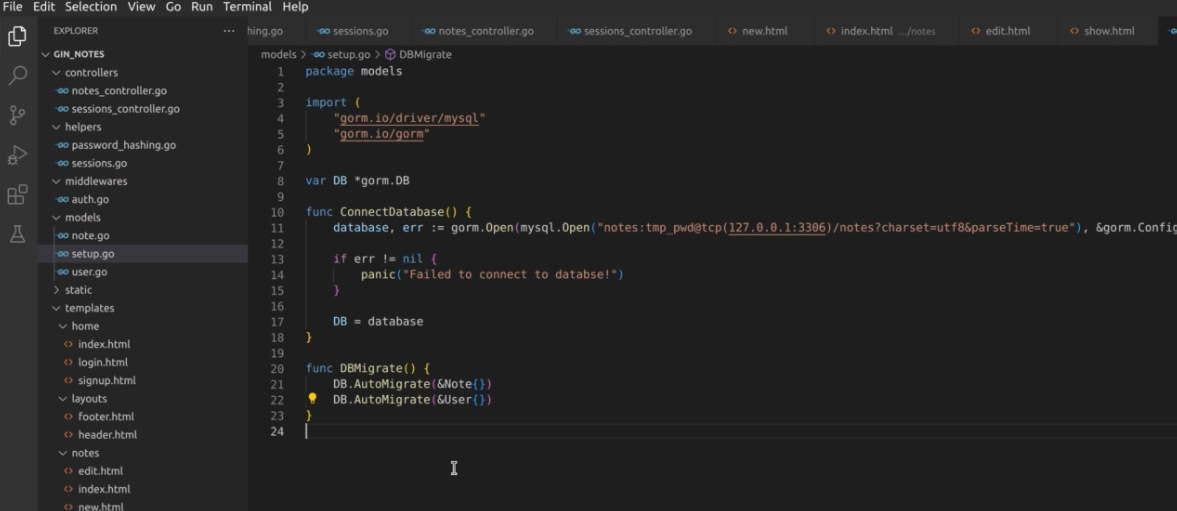 File Edit Selection View Go Run Terminal Help
EXPLORER ...
hing.go sessions.go notes_controller.go sessions_controller.go new.html index.html .../notes edit.html show.html
GIN_NOTES
controllers
notes_controller.go
sessions_controller.go
helpers
password_hashing.go
sessions.go
middlewares
auth.go
models
note.go
setup.go
user.go
static
templates
home
index.html
login.html
signup.html
layouts
footer.html
header.html
notes
edit.html
index.html
new.html
models > setup.go > DBMigrate
1 package models
2
3 import (
4 "gorm.io/driver/mysql"
5 "gorm.io/gorm"
6 )
7
8 var DB *gorm.DB
9
10 func ConnectDatabase() {
11 database, err := gorm.Open(mysql.Open("notes:tmp_pwd@tcp(127.0.0.1:3306)/notes?charset=utf8&parseTime=true"), &gorm.Config
12
13 if err != nil {
14 panic("Failed to connect to databse!")
15 }
16
17 DB = database
18 }
19
20 func DBMigrate() {
21 DB.AutoMigrate(&Note{})
22 DB.AutoMigrate(&User{})
23 }
24